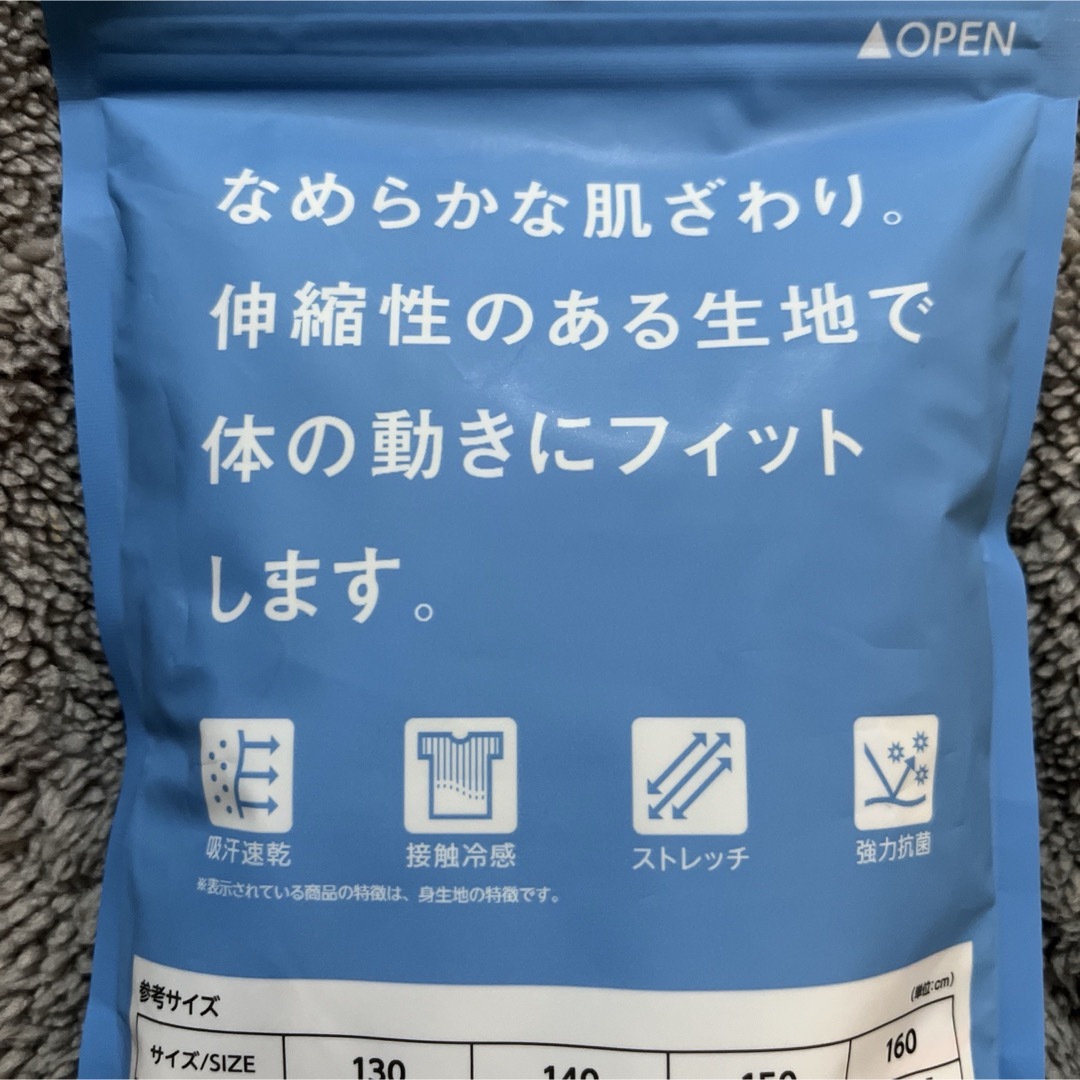 ▲OPEN
なめらかな肌ざわり。
伸縮性のある生地で
体の動きにフィット
します。
吸汗速乾 接触冷感 ストレッチ 強力抗菌
※表示されている商品の特徴は、身生地の特徴です。
参考サイズ (単位:cm)
サイズ/SIZE 130 140 150 160